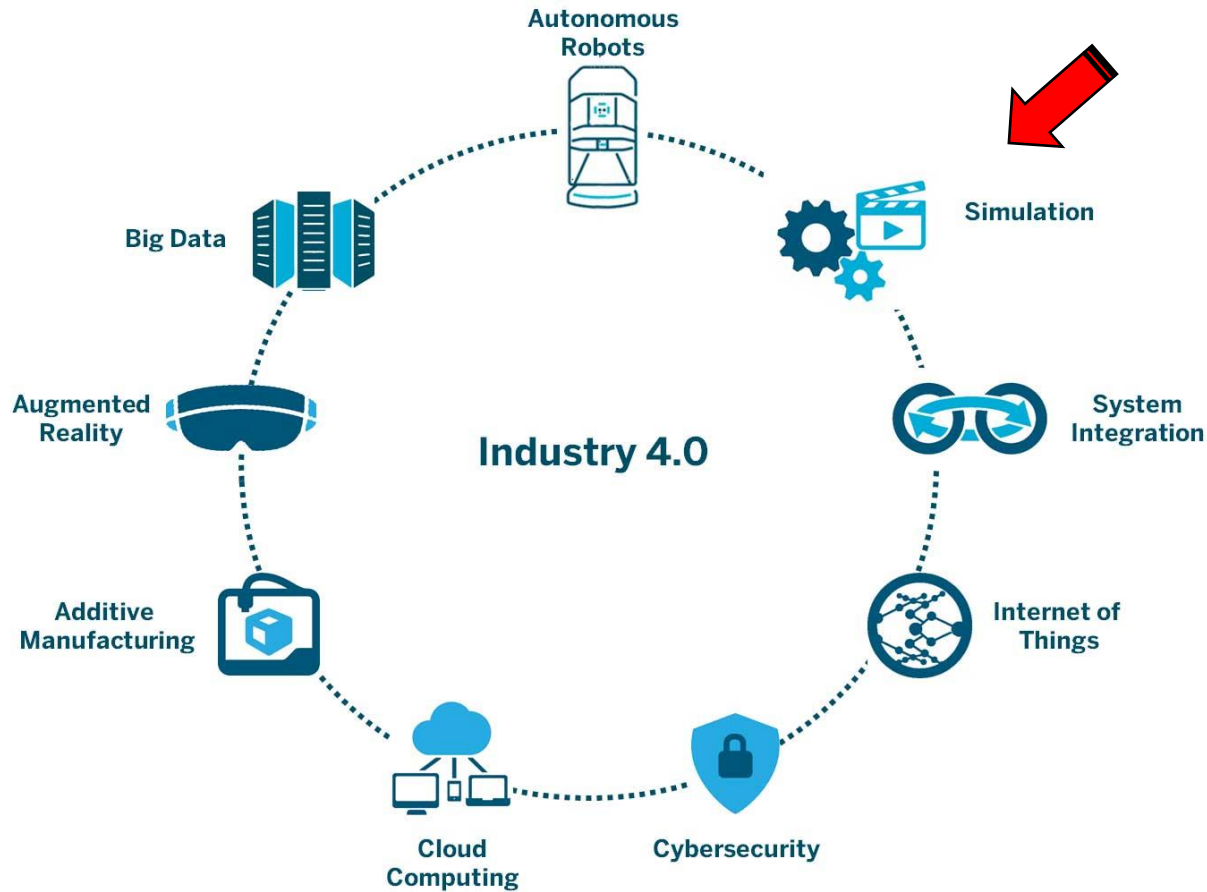 Autonomous
Robots
Simulation
Big Data
System
Integration
Augmented
Reality
Industry 4.0
Internet of
Things
Additive
Manufacturing
Cybersecurity
Cloud
Computing